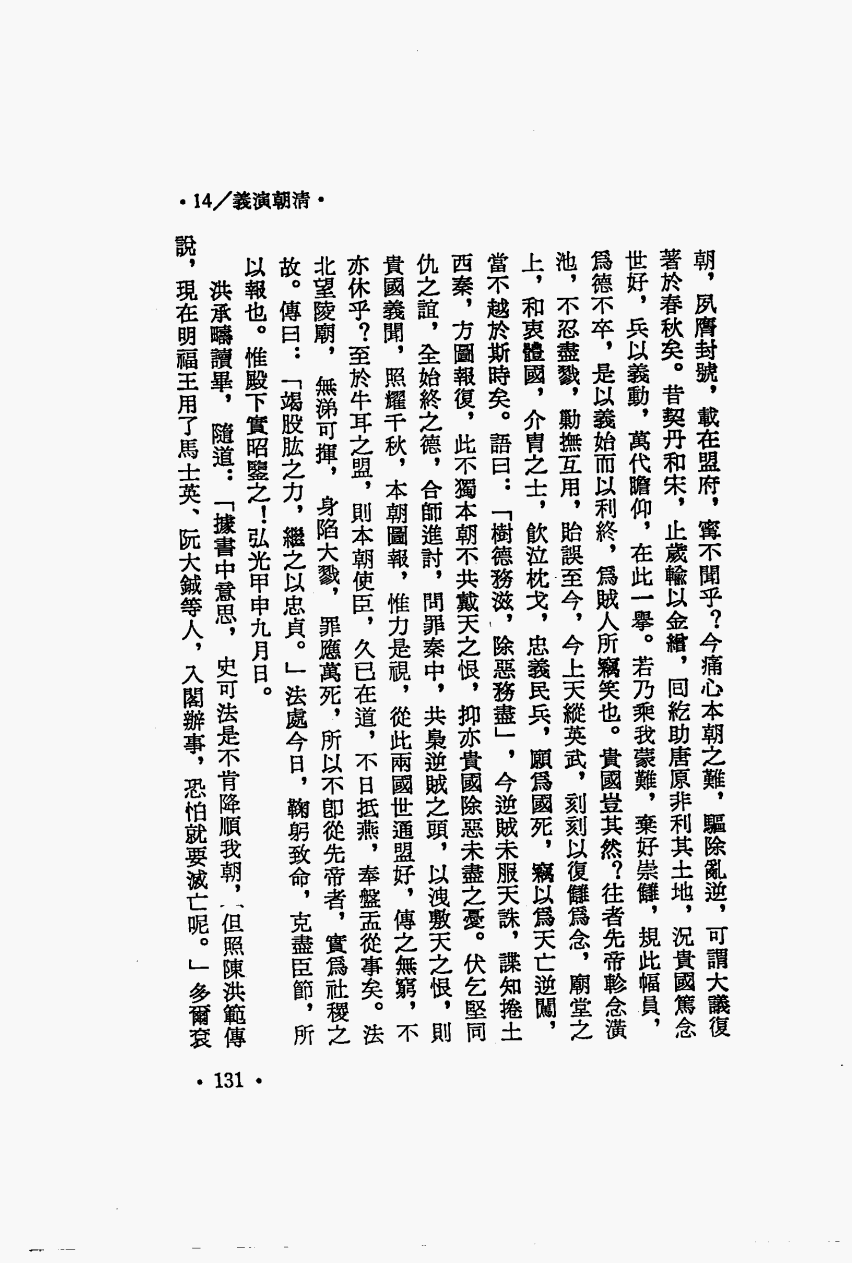 •14／義演朝清•
朝，夙膺封號，載在盟府，寗不聞乎？今痛心本朝之難，驅除亂逆，可謂大議復
著於春秋矣。昔契丹和宋，止歲輸以金繒，囘紇助唐原非利其土地，況貴國篤念
世好，兵以義動，萬代瞻仰，在此一擧。若乃乘我蒙難，棄好崇讎，規此幅員，
爲德不卒，是以義始而以利終，爲賊人所竊笑也。貴國豈其然？往者先帝軫念潢
池，不忍盡戮，勦撫互用，貽誤至今，今上天縱英武，刻刻以復讎爲念，廟堂之
上，和衷體國，介冑之士，飮泣枕戈，忠義民兵，願爲國死，竊以爲天亡逆闖，
當不越於斯時矣。語曰：「樹德務滋，除惡務盡」，今逆賊未服天誅，諜知捲土
西秦，方圖報復，此不獨本朝不共戴天之恨，抑亦貴國除惡未盡之憂。伏乞堅同
仇之誼，全始終之德，合師進討，問罪秦中，共梟逆賊之頭，以洩敷天之恨，則
貴國義聞，照耀千秋，本朝圖報，惟力是視，從此兩國世通盟好，傳之無窮，不
亦休乎？至於牛耳之盟，則本朝使臣，久已在道，不日抵燕，奉盤盂從事矣。法
北望陵廟，無涕可揮，身陷大戮，罪應萬死，所以不卽從先帝者，實爲社稷之
故。傳曰：「竭股肱之力，繼之以忠貞。」法處今日，鞠躬致命，克盡臣節，所
以報也。惟殿下實昭鑒之！弘光甲申九月日。
洪承疇讀畢，隨道：「據書中意思，史可法是不肯降順我朝，但照陳洪範傳
說，現在明福王用了馬士英、阮大鋮等人，入閣辦事，恐怕就要滅亡呢。」多爾袞
•131•